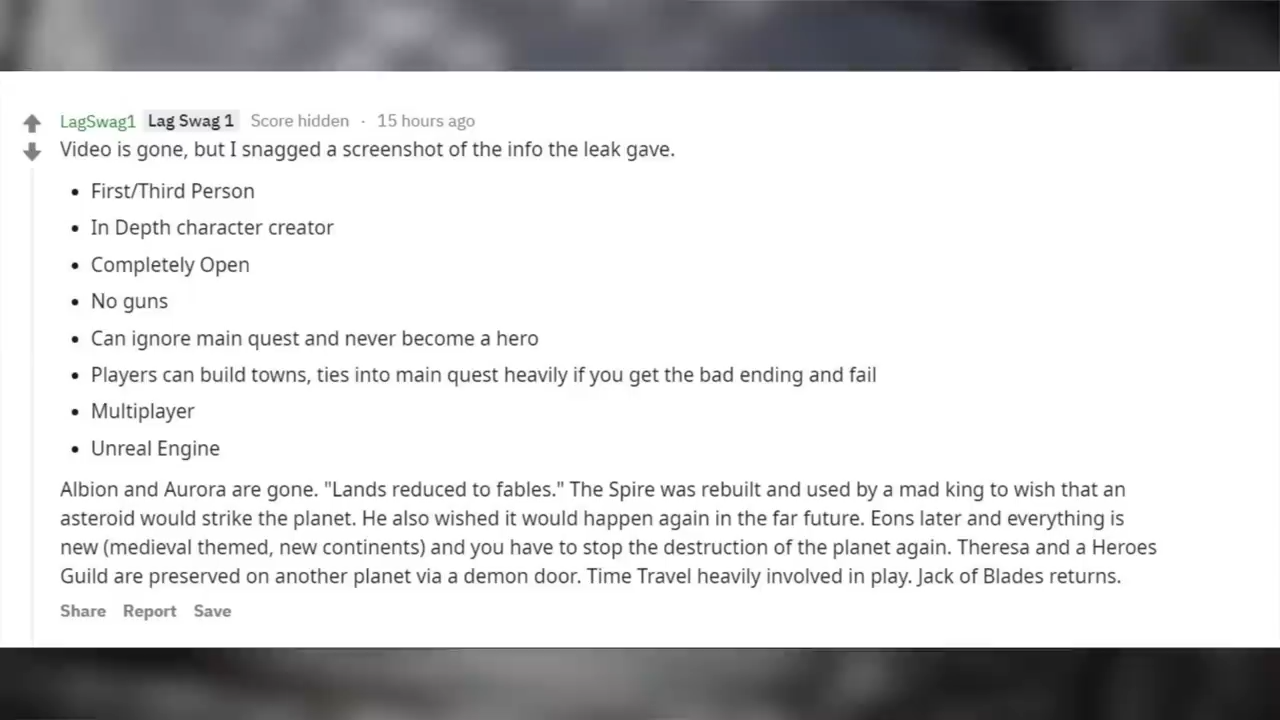 LagSwag1 Lag Swag 1 Score hidden · 15 hours ago
Video is gone, but I snagged a screenshot of the info the leak gave.
• First/Third Person
• In Depth character creator
• Completely Open
• No guns
• Can ignore main quest and never become a hero
• Players can build towns, ties into main quest heavily if you get the bad ending and fail
• Multiplayer
• Unreal Engine
Albion and Aurora are gone. "Lands reduced to fables." The Spire was rebuilt and used by a mad king to wish that an
asteroid would strike the planet. He also wished it would happen again in the far future. Eons later and everything is
new (medieval themed, new continents) and you have to stop the destruction of the planet again. Theresa and a Heroes
Guild are preserved on another planet via a demon door. Time Travel heavily involved in play. Jack of Blades returns.
Share Report Save